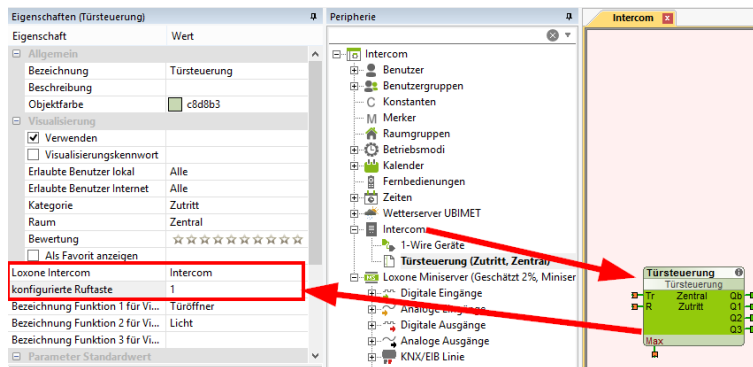 Eigenschaften (Türsteuerung)
Eigenschaft Wert
Allgemein
Bezeichnung Türsteuerung
Beschreibung
Objektfarbe c8d8b3
Visualisierung
Verwenden
Visualisierungskennwort
Erlaubte Benutzer lokal Alle
Erlaubte Benutzer Internet Alle
Kategorie Zutritt
Raum Zentral
Bewertung
Als Favorit anzeigen
Loxone Intercom Intercom
konfigurierte Ruftaste 1
Bezeichnung Funktion 1 für Vi... Türöffner
Bezeichnung Funktion 2 für Vi... Licht
Bezeichnung Funktion 3 für Vi...
Parameter Standardwert
Peripherie
Intercom
Benutzer
Benutzergruppen
C Konstanten
M Merker
Raumgruppen
Betriebsmodi
Kalender
Fernbedienungen
Zeiten
Wetterserver UBIMET
Intercom
1-Wire Geräte
Türsteuerung (Zutritt, Zentral)
Loxone Miniserver (Geschätzt 2%, Miniser
Digitale Eingänge
Analoge Eingänge
Digitale Ausgänge
Analoge Ausgänge
KNX/EIB Linie
Intercom
Türsteuerung
Türsteuerung
Tr Zentral Qb
R Zutritt Q1
Q2
Q3
Max